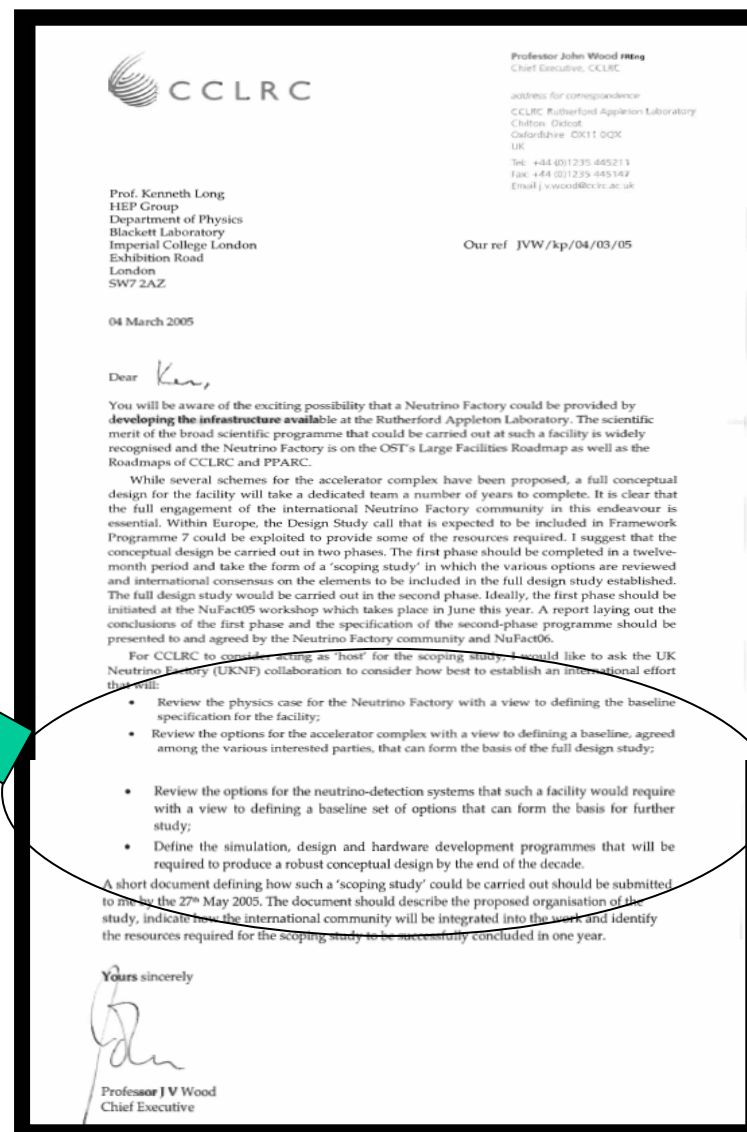 CCLRC
Professor John Wood FREng
Chief Executive, CCLRC
address for correspondence
CCLRC Rutherford Appleton Laboratory
Chilton Didcot
Oxfordshire OX11 0QX
UK
Tel: +44 (0)1235 445211
Fax: +44 (0)1235 445147
Email j.v.wood@cclrc.ac.uk
Prof. Kenneth Long
HEP Group
Department of Physics
Blackett Laboratory
Imperial College London
Exhibition Road
London
SW7 2AZ
Our ref JVW/kp/04/03/05
04 March 2005
Dear Ken,
You will be aware of the exciting possibility that a Neutrino Factory could be provided by
developing the infrastructure available at the Rutherford Appleton Laboratory. The scientific
merit of the broad scientific programme that could be carried out at such a facility is widely
recognised and the Neutrino Factory is on the OST's Large Facilities Roadmap as well as the
Roadmaps of CCLRC and PPARC.
While several schemes for the accelerator complex have been proposed, a full conceptual
design for the facility will take a dedicated team a number of years to complete. It is clear that
the full engagement of the international Neutrino Factory community in this endeavour is
essential. Within Europe, the Design Study call that is expected to be included in Framework
Programme 7 could be exploited to provide some of the resources required. I suggest that the
conceptual design be carried out in two phases. The first phase should be completed in a twelve-
month period and take the form of a 'scoping study' in which the various options are reviewed
and international consensus on the elements to be included in the full design study established.
The full design study would be carried out in the second phase. Ideally, the first phase should be
initiated at the NuFact05 workshop which takes place in June this year. A report laying out the
conclusions of the first phase and the specification of the second-phase programme should be
presented to and agreed by the Neutrino Factory community and NuFact06.
For CCLRC to consider acting as 'host' for the scoping study, I would like to ask the UK
Neutrino Factory (UKNF) collaboration to consider how best to establish an international effort
that will:
• Review the physics case for the Neutrino Factory with a view to defining the baseline
specification for the facility;
• Review the options for the accelerator complex with a view to defining a baseline, agreed
among the various interested parties, that can form the basis of the full design study;
• Review the options for the neutrino-detection systems that such a facility would require
with a view to defining a baseline set of options that can form the basis for further
study;
• Define the simulation, design and hardware development programmes that will be
required to produce a robust conceptual design by the end of the decade.
A short document defining how such a 'scoping study' could be carried out should be submitted
to me by the 27th May 2005. The document should describe the proposed organisation of the
study, indicate how the international community will be integrated into the work and identify
the resources required for the scoping study to be successfully concluded in one year.
Yours sincerely
John
Professor J V Wood
Chief Executive